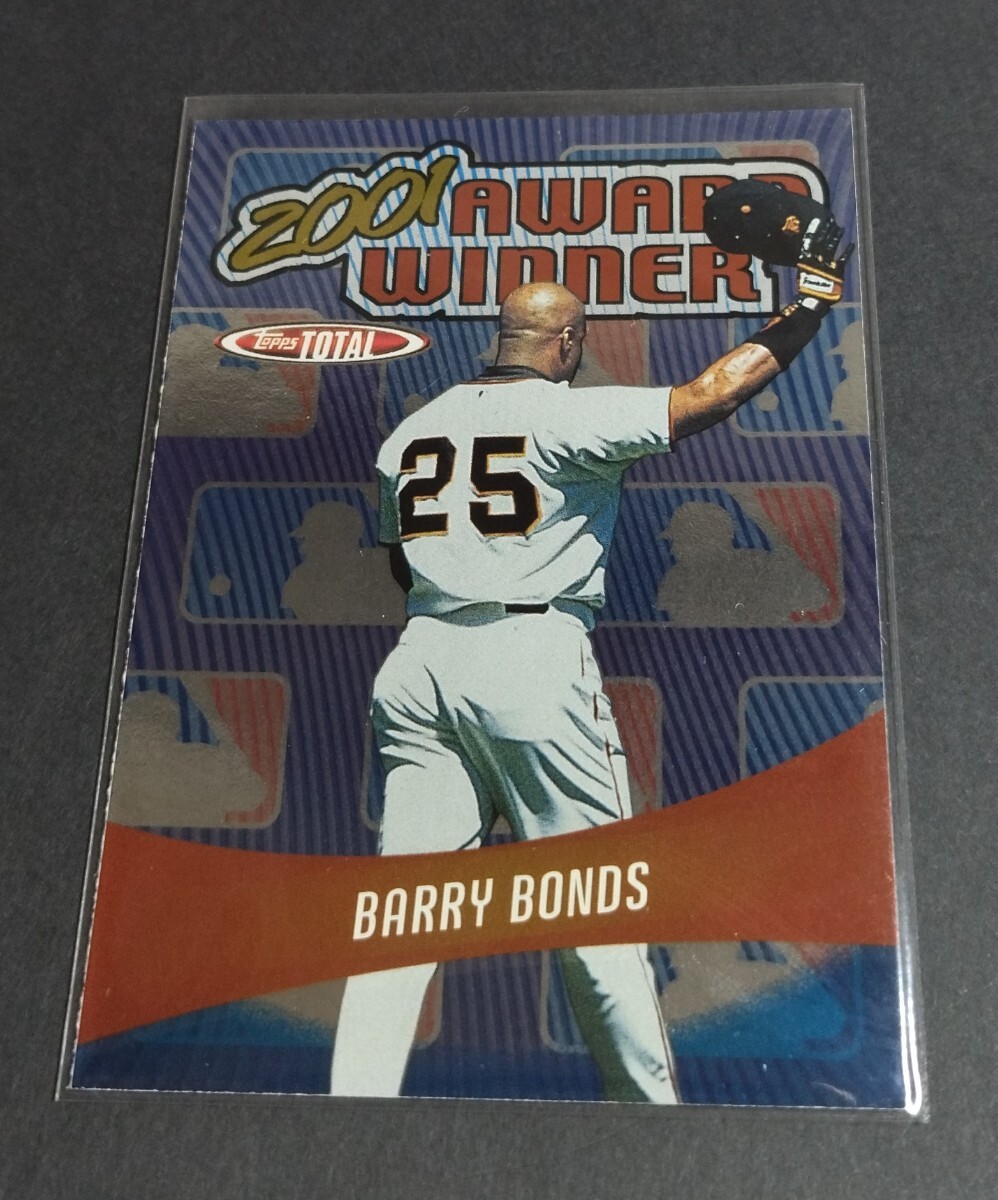 2001 AWARD
WINNER
Topps TOTAL
25
BARRY BONDS